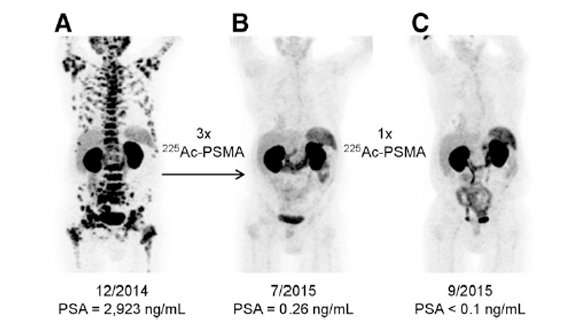 A
B
C
3x
²²⁵Ac-PSMA
1x
²²⁵Ac-PSMA
12/2014
PSA = 2,923 ng/mL
7/2015
PSA = 0.26 ng/mL
9/2015
PSA < 0.1 ng/mL